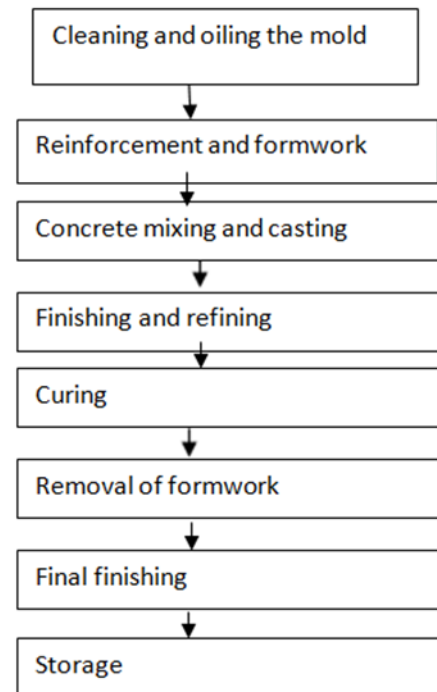 Cleaning and oiling the mold
Reinforcement and formwork
Concrete mixing and casting
Finishing and refining
Curing
Removal of formwork
Final finishing
Storage